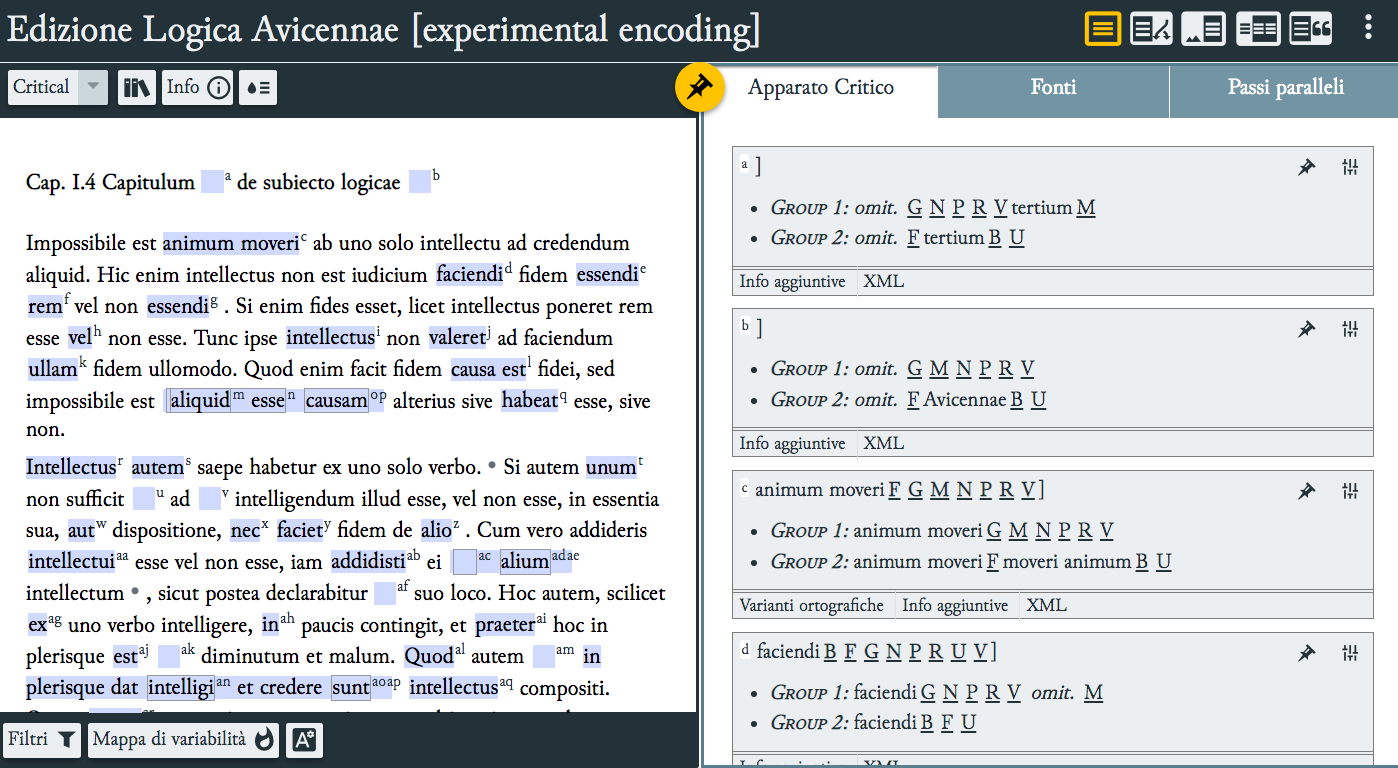 Edizione Logica Avicennae [experimental encoding]
Critical
Info
Apparato Critico
Fonti
Passi paralleli
Cap. I.4 Capitulum a de subiecto logicae b
Impossibile est animum moveri c ab uno solo intellectu ad credendum
aliquid. Hic enim intellectus non est iudicium faciendi d fidem essendi e
rem f vel non essendi g . Si enim fides esset, licet intellectus poneret rem
esse vel h non esse. Tunc ipse intellectus i non valeret j ad faciendum
ullam k fidem ullomodo. Quod enim facit fidem causa est l fidei, sed
impossibile est aliquid m esse n causam op alterius sive habeat q esse, sive
non.
Intellectus r autem s saepe habetur ex uno solo verbo. • Si autem unum t
non sufficit u ad v intelligendum illud esse, vel non esse, in essentia
sua, aut w dispositione, nec x faciet y fidem de alio z . Cum vero addideris
intellectui aa esse vel non esse, iam addidisti ab ei ac alium adae
intellectum • , sicut postea declarabitur af suo loco. Hoc autem, scilicet
ex ag uno verbo intelligere, in ah paucis contingit, et praeter ai hoc in
plerisque est aj ak diminutum et malum. Quod al autem am in
plerisque dat intelligi an et credere sunt aoap intellectus aq compositi.
Filtri
Mappa di variabilità
a ]
• Group 1: omit. G N P R V tertium M
• Group 2: omit. F tertium B U
Info aggiuntive XML
b ]
• Group 1: omit. G M N P R V
• Group 2: omit. F Avicennae B U
Info aggiuntive XML
c animum moveri F G M N P R V]
• Group 1: animum moveri G M N P R V
• Group 2: animum moveri F moveri animum B U
Varianti ortografiche Info aggiuntive XML
d faciendi B F G N P R U V]
• Group 1: faciendi G N P R V omit. M
• Group 2: faciendi B F U
Info aggiuntive XML